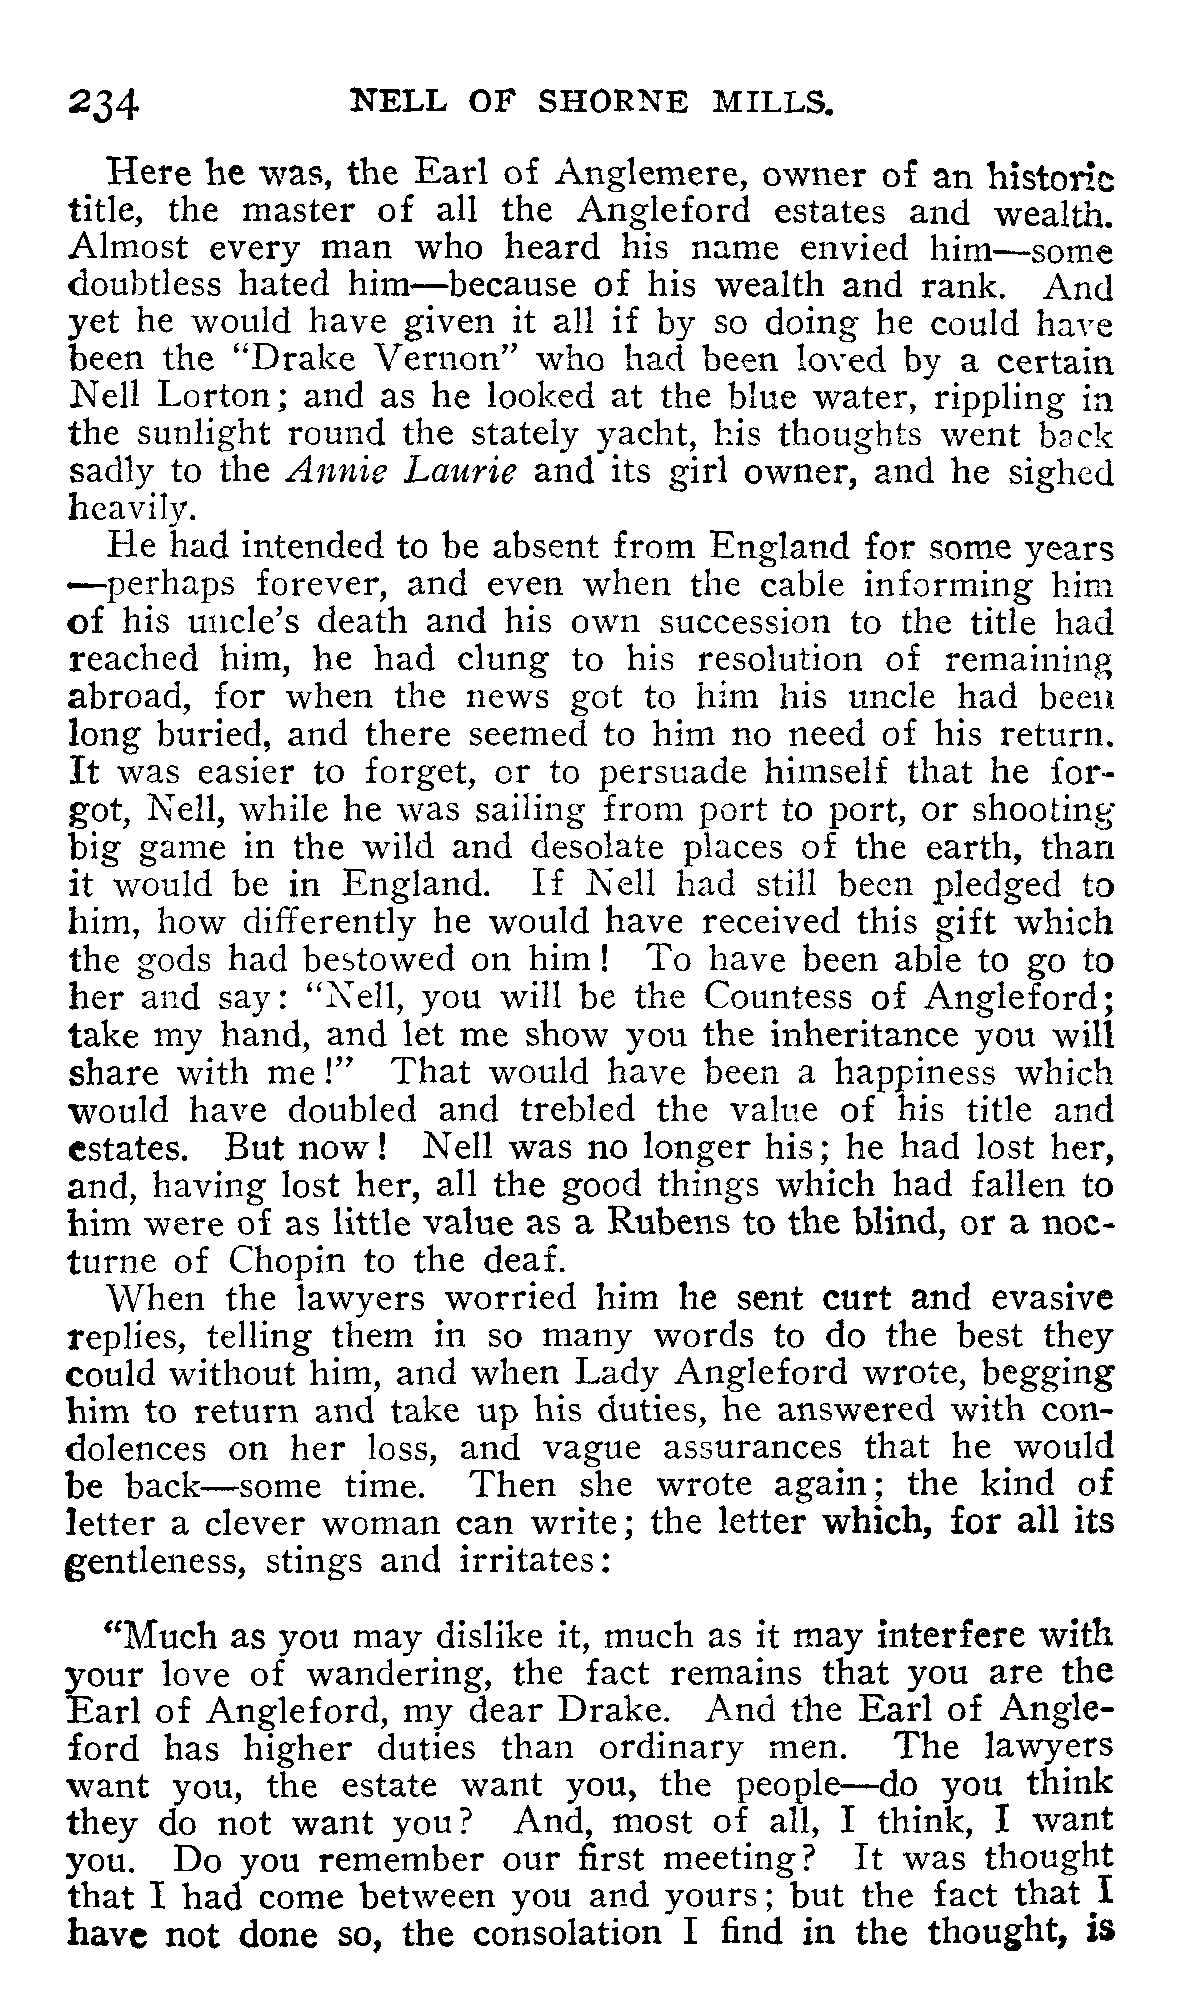 234 NELL OF SHORNE MILLS.
Here he was, the Earl of Anglemere, owner of an historic
title, the master of all the Angleford estates and wealth.
Almost every man who heard his name envied him—some
doubtless hated him—because of his wealth and rank. And
yet he would have given it all if by so doing he could have
been the “Drake Vernon” who had been loved by a certain
Nell Lorton; and as he looked at the blue water, rippling in
the sunlight round the stately yacht, his thoughts went back
sadly to the Annie Laurie and its girl owner, and he sighed
heavily.
He had intended to be absent from England for some years
—perhaps forever, and even when the cable informing him
of his uncle’s death and his own succession to the title had
reached him, he had clung to his resolution of remaining
abroad, for when the news got to him his uncle had been
long buried, and there seemed to him no need of his return.
It was easier to forget, or to persuade himself that he for-
got, Nell, while he was sailing from port to port, or shooting
big game in the wild and desolate places of the earth, than
it would be in England. If Nell had still been pledged to
him, how differently he would have received this gift which
the gods had bestowed on him! To have been able to go to
her and say: “Nell, you will be the Countess of Angleford;
take my hand, and let me show you the inheritance you will
share with me!” That would have been a happiness which
would have doubled and trebled the value of his title and
estates. But now! Nell was no longer his; he had lost her,
and, having lost her, all the good things which had fallen to
him were of as little value as a Rubens to the blind, or a noc-
turne of Chopin to the deaf.
When the lawyers worried him he sent curt and evasive
replies, telling them in so many words to do the best they
could without him, and when Lady Angleford wrote, begging
him to return and take up his duties, he answered with con-
dolences on her loss, and vague assurances that he would
be back—some time. Then she wrote again; the kind of
letter a clever woman can write; the letter which, for all its
gentleness, stings and irritates:
“Much as you may dislike it, much as it may interfere with
your love of wandering, the fact remains that you are the
Earl of Angleford, my dear Drake. And the Earl of Angle-
ford has higher duties than ordinary men. The lawyers
want you, the estate want you, the people—do you think
they do not want you? And, most of all, I think, I want
you. Do you remember our first meeting? It was thought
that I had come between you and yours; but the fact that I
have not done so, the consolation I find in the thought, is